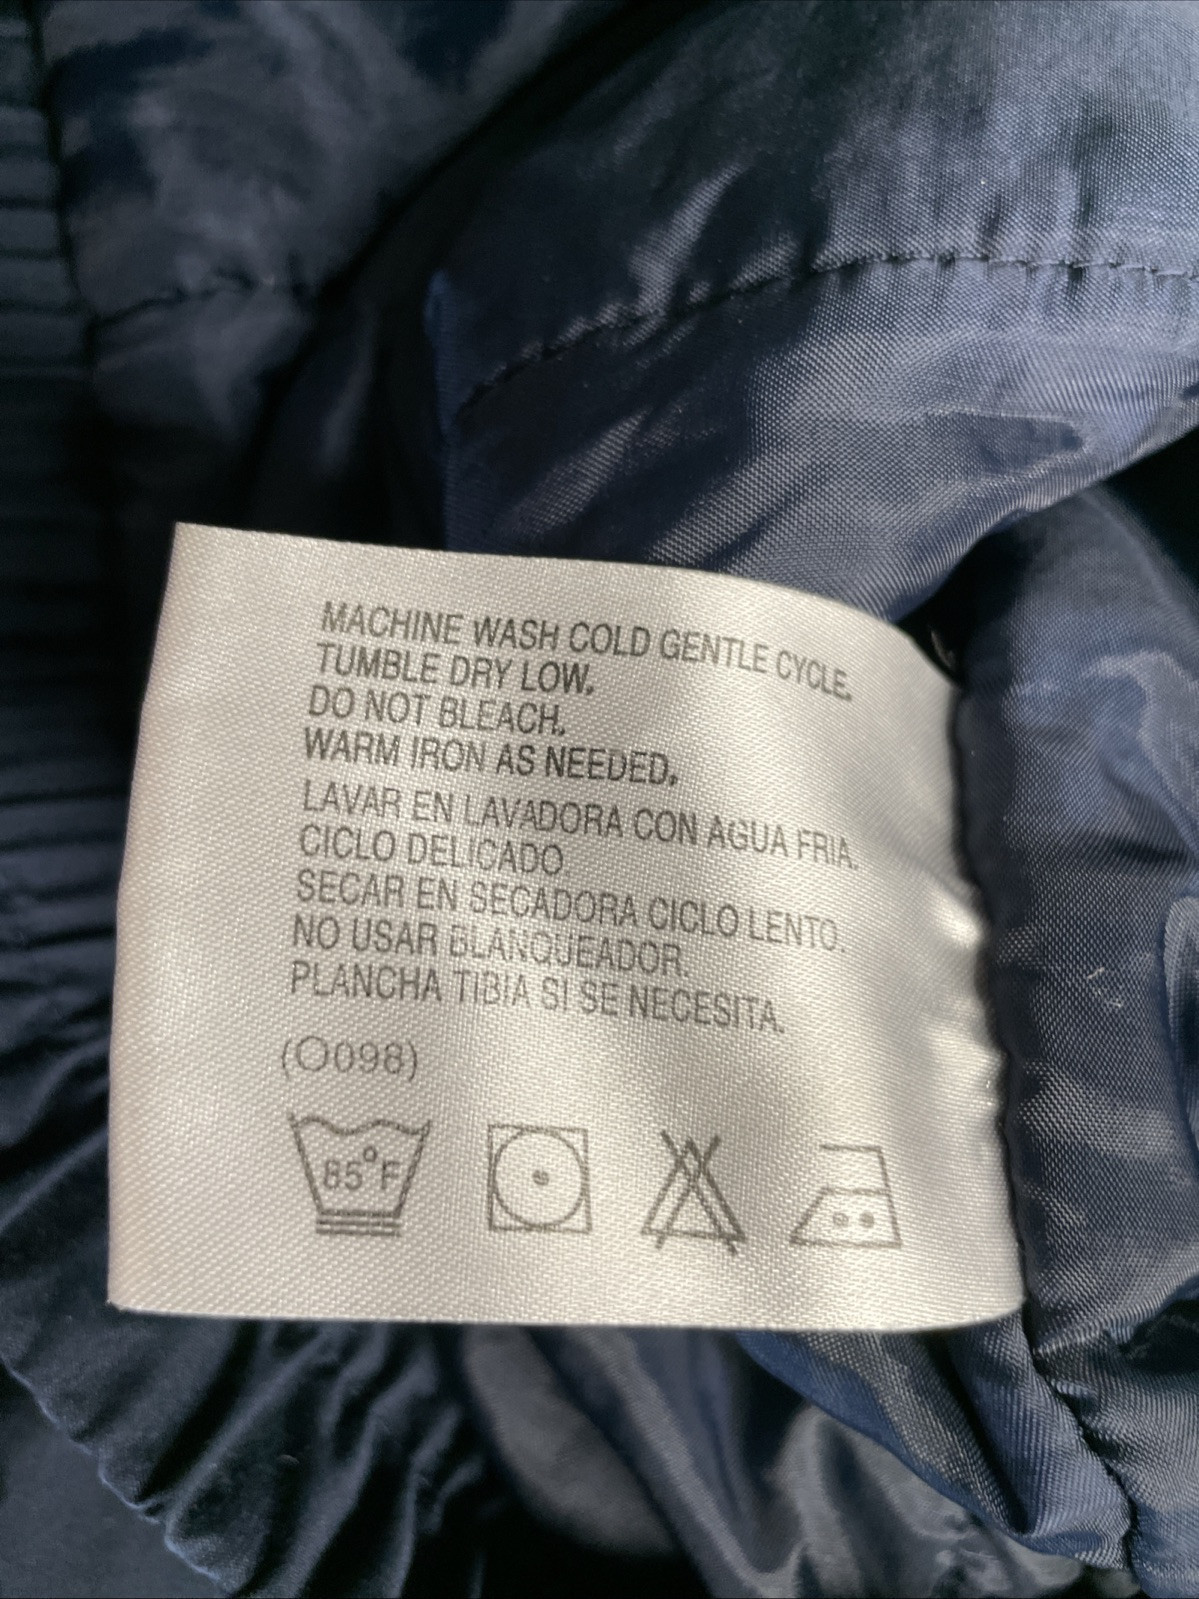 MACHINE WASH COLD GENTLE CYCLE.
TUMBLE DRY LOW.
DO NOT BLEACH.
WARM IRON AS NEEDED.
LAVAR EN LAVADORA CON AGUA FRIA.
CICLO DELICADO.
SECAR EN SECADORA CICLO LENTO.
NO USAR BLANQUEADOR.
PLANCHA TIBIA SI SE NECESITA.
(O098)
85°F